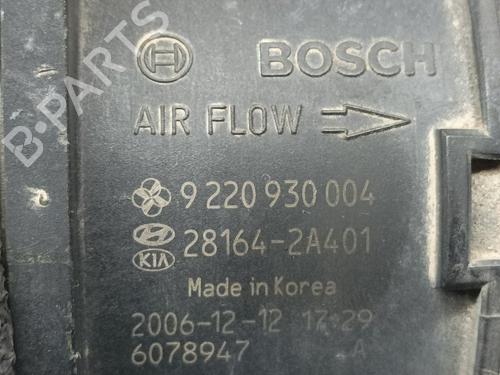 BOSCH
AIR FLOW
9 220 930 004
28164-2A401
KIA
Made in Korea
2006-12-12 17:29
6078947 A
B-PARTS